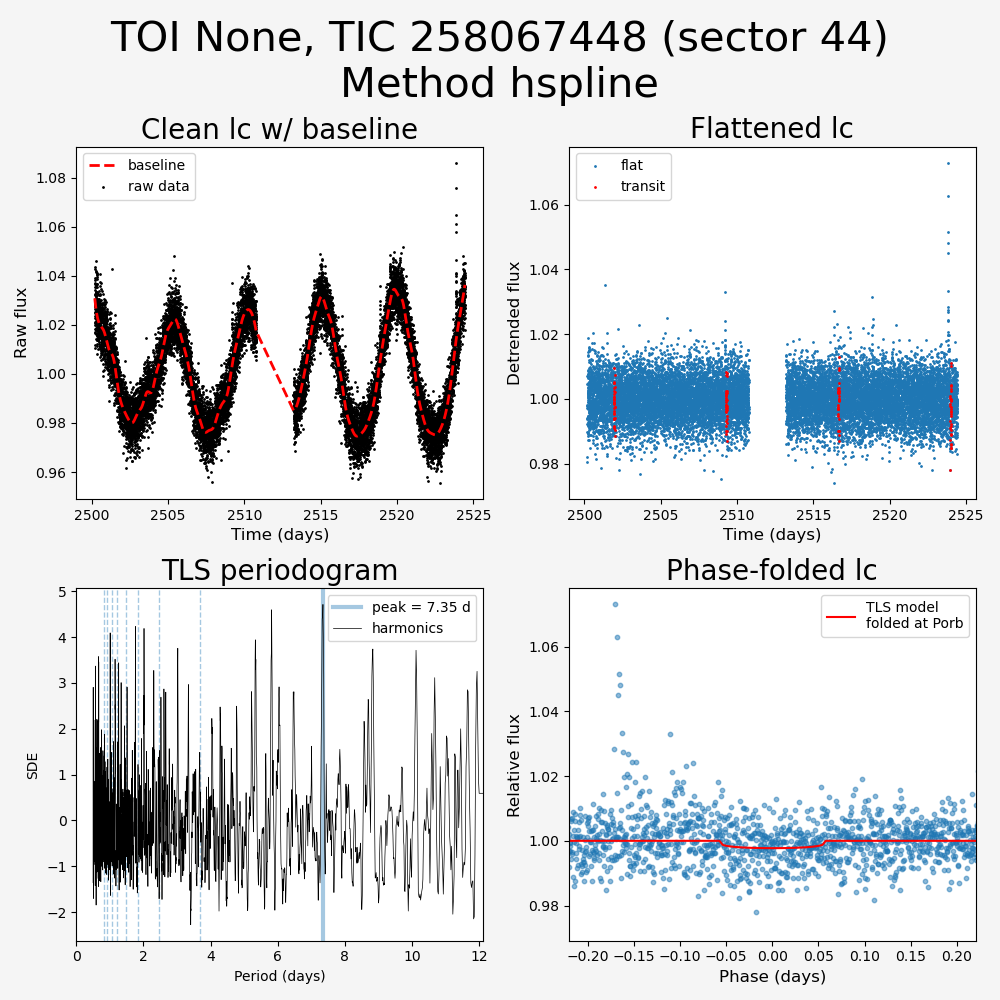 TOI None, TIC 258067448 (sector 44)
Method hspline
Clean lc w/ baseline
baseline
raw data
1.08
1.06
1.04
1.02
1.00
0.98
0.96
Raw flux
2500
2505
2510
2515
2520
2525
Time (days)
Flattened lc
flat
transit
1.06
1.04
1.02
1.00
0.98
Detrended flux
2500
2505
2510
2515
2520
2525
Time (days)
TLS periodogram
peak = 7.35 d
harmonics
5
4
3
2
1
0
−1
−2
SDE
0
2
4
6
8
10
12
Period (days)
Phase-folded lc
TLS model
folded at Porb
1.06
1.04
1.02
1.00
0.98
Relative flux
−0.20
−0.15
−0.10
−0.05
0.00
0.05
0.10
0.15
0.20
Phase (days)